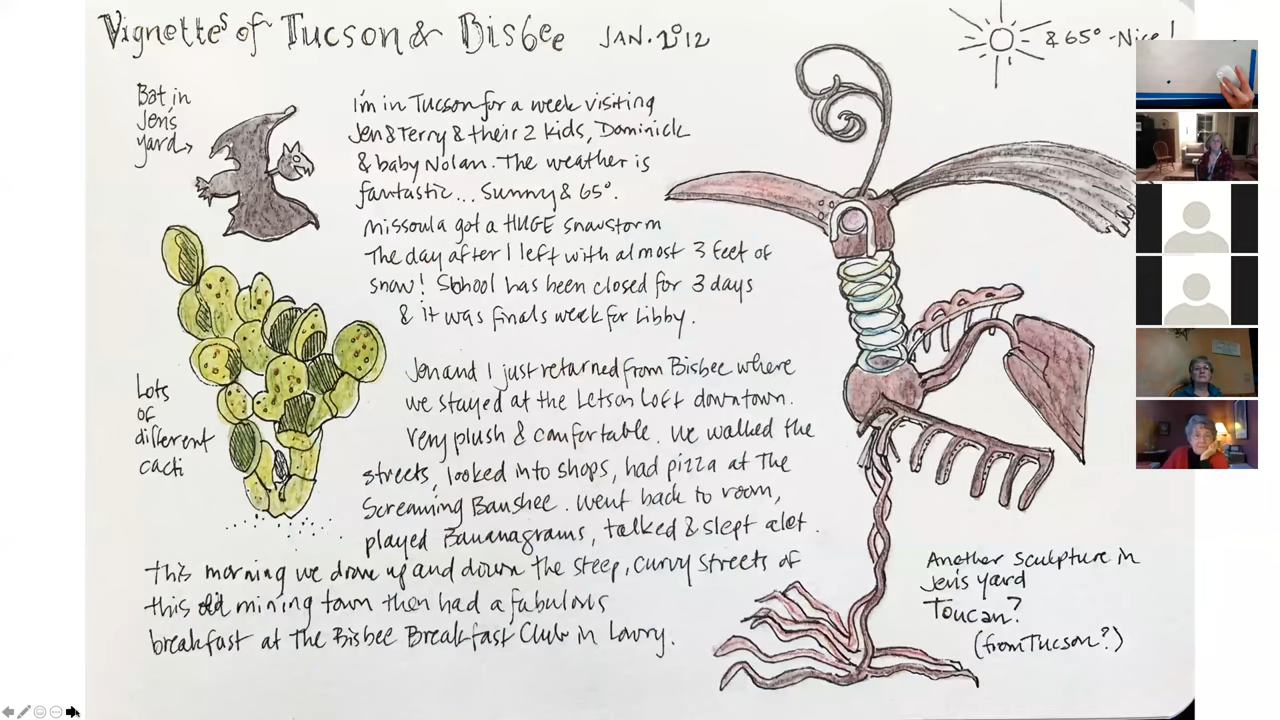 Vignettes of Tucson & Bisbee JAN. 2012
& 65° - Nice!
Bat in
Jen's
yard
I'm in Tucson for a week visiting
Jen & Terry & their 2 kids, Dominick
& baby Nolan. The weather is
fantastic... Sunny & 65°.
Missoula got a HUGE snowstorm
The day after I left with almost 3 feet of
snow! School has been closed for 3 days
& it was finals week for Libby.
Lots
of
different
cacti
Jen and I just returned from Bisbee where
we stayed at the Letson Loft downtown.
Very plush & comfortable. We walked the
streets, looked into shops, had pizza at The
Screaming Banshee. Went back to room,
played Bananagrams, talked & slept alot.
This morning we drove up and down the steep, curvy streets of
this old mining town then had a fabulous
breakfast at the Bisbee Breakfast Club in Lowry.
Another sculpture in
Jen's yard
Toucan?
(from Tucson?)